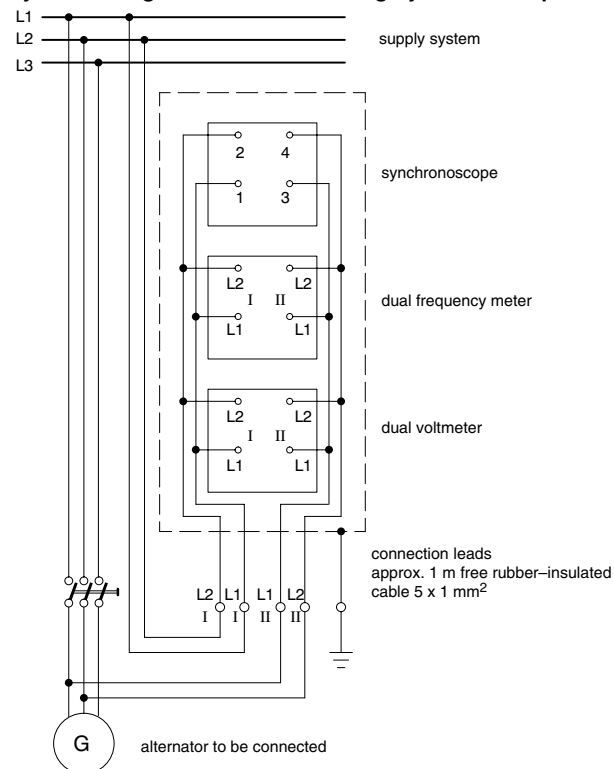 L1
L2
supply system
L3
2 4
synchronoscope
1 3
L2 L2
I II
dual frequency meter
L1 L1
L2 L2
I II
dual voltmeter
L1 L1
connection leads
approx. 1 m free rubber–insulated
cable 5 x 1 mm2
L2 L1 L1 L2
I I II II
G
alternator to be connected